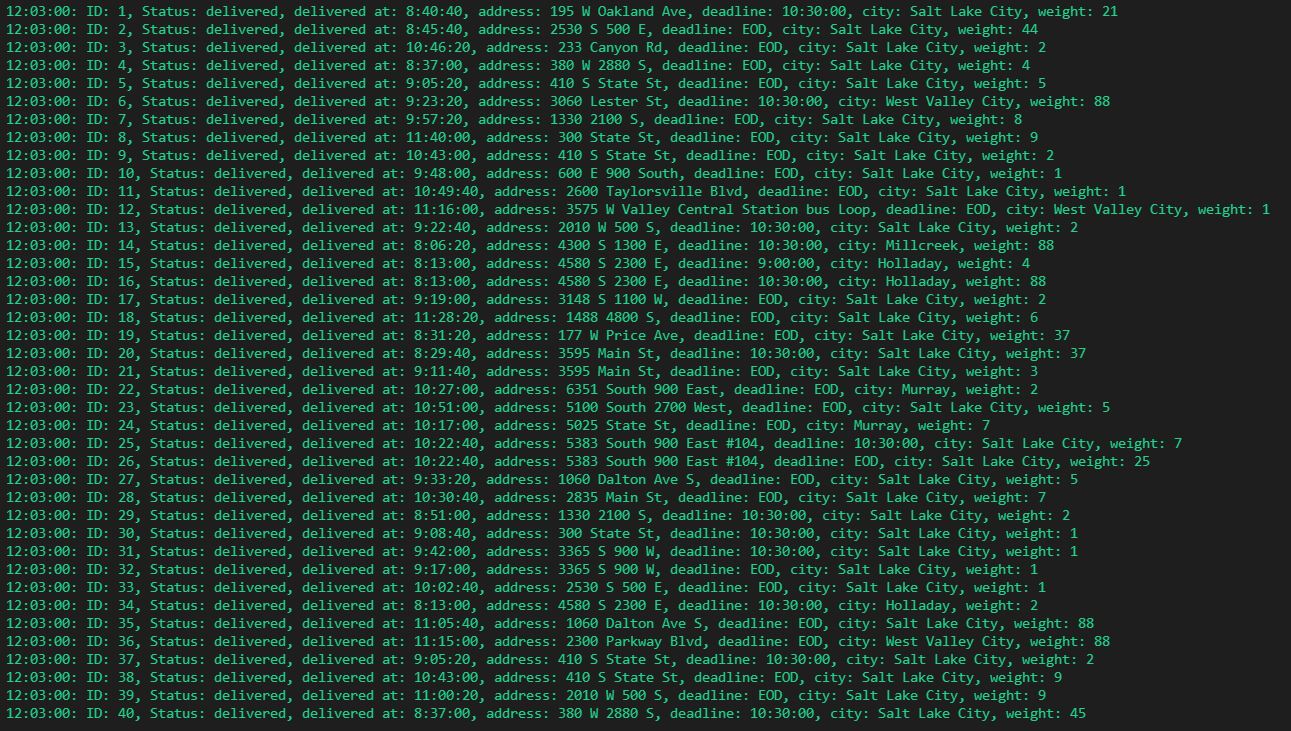 12:03:00: ID: 1, Status: delivered, delivered at: 8:40:40, address: 195 W Oakland Ave, deadline: 10:30:00, city: Salt Lake City, weight: 21
12:03:00: ID: 2, Status: delivered, delivered at: 8:45:40, address: 2530 S 500 E, deadline: EOD, city: Salt Lake City, weight: 44
12:03:00: ID: 3, Status: delivered, delivered at: 10:46:20, address: 233 Canyon Rd, deadline: EOD, city: Salt Lake City, weight: 2
12:03:00: ID: 4, Status: delivered, delivered at: 8:37:00, address: 380 W 2880 S, deadline: EOD, city: Salt Lake City, weight: 4
12:03:00: ID: 5, Status: delivered, delivered at: 9:05:20, address: 410 S State St, deadline: EOD, city: Salt Lake City, weight: 5
12:03:00: ID: 6, Status: delivered, delivered at: 9:23:20, address: 3060 Lester St, deadline: 10:30:00, city: West Valley City, weight: 88
12:03:00: ID: 7, Status: delivered, delivered at: 9:57:20, address: 1330 2100 S, deadline: EOD, city: Salt Lake City, weight: 8
12:03:00: ID: 8, Status: delivered, delivered at: 11:40:00, address: 300 State St, deadline: EOD, city: Salt Lake City, weight: 9
12:03:00: ID: 9, Status: delivered, delivered at: 10:43:00, address: 410 S State St, deadline: EOD, city: Salt Lake City, weight: 2
12:03:00: ID: 10, Status: delivered, delivered at: 9:48:00, address: 600 E 900 South, deadline: EOD, city: Salt Lake City, weight: 1
12:03:00: ID: 11, Status: delivered, delivered at: 10:49:40, address: 2600 Taylorsville Blvd, deadline: EOD, city: Salt Lake City, weight: 1
12:03:00: ID: 12, Status: delivered, delivered at: 11:16:00, address: 3575 W Valley Central Station bus Loop, deadline: EOD, city: West Valley City, weight: 1
12:03:00: ID: 13, Status: delivered, delivered at: 9:22:40, address: 2010 W 500 S, deadline: 10:30:00, city: Salt Lake City, weight: 2
12:03:00: ID: 14, Status: delivered, delivered at: 8:06:20, address: 4300 S 1300 E, deadline: 10:30:00, city: Millcreek, weight: 88
12:03:00: ID: 15, Status: delivered, delivered at: 8:13:00, address: 4580 S 2300 E, deadline: 9:00:00, city: Holladay, weight: 4
12:03:00: ID: 16, Status: delivered, delivered at: 8:13:00, address: 4580 S 2300 E, deadline: 10:30:00, city: Holladay, weight: 88
12:03:00: ID: 17, Status: delivered, delivered at: 9:19:00, address: 3148 S 1100 W, deadline: EOD, city: Salt Lake City, weight: 2
12:03:00: ID: 18, Status: delivered, delivered at: 11:28:20, address: 1488 4800 S, deadline: EOD, city: Salt Lake City, weight: 6
12:03:00: ID: 19, Status: delivered, delivered at: 8:31:20, address: 177 W Price Ave, deadline: EOD, city: Salt Lake City, weight: 37
12:03:00: ID: 20, Status: delivered, delivered at: 8:29:40, address: 3595 Main St, deadline: 10:30:00, city: Salt Lake City, weight: 37
12:03:00: ID: 21, Status: delivered, delivered at: 9:11:40, address: 3595 Main St, deadline: EOD, city: Salt Lake City, weight: 3
12:03:00: ID: 22, Status: delivered, delivered at: 10:27:00, address: 6351 South 900 East, deadline: EOD, city: Murray, weight: 2
12:03:00: ID: 23, Status: delivered, delivered at: 10:51:00, address: 5100 South 2700 West, deadline: EOD, city: Salt Lake City, weight: 5
12:03:00: ID: 24, Status: delivered, delivered at: 10:17:00, address: 5025 State St, deadline: EOD, city: Murray, weight: 7
12:03:00: ID: 25, Status: delivered, delivered at: 10:22:40, address: 5383 South 900 East #104, deadline: 10:30:00, city: Salt Lake City, weight: 7
12:03:00: ID: 26, Status: delivered, delivered at: 10:22:40, address: 5383 South 900 East #104, deadline: EOD, city: Salt Lake City, weight: 25
12:03:00: ID: 27, Status: delivered, delivered at: 9:33:20, address: 1060 Dalton Ave S, deadline: EOD, city: Salt Lake City, weight: 5
12:03:00: ID: 28, Status: delivered, delivered at: 10:30:40, address: 2835 Main St, deadline: EOD, city: Salt Lake City, weight: 7
12:03:00: ID: 29, Status: delivered, delivered at: 8:51:00, address: 1330 2100 S, deadline: 10:30:00, city: Salt Lake City, weight: 2
12:03:00: ID: 30, Status: delivered, delivered at: 9:08:40, address: 300 State St, deadline: 10:30:00, city: Salt Lake City, weight: 1
12:03:00: ID: 31, Status: delivered, delivered at: 9:42:00, address: 3365 S 900 W, deadline: 10:30:00, city: Salt Lake City, weight: 1
12:03:00: ID: 32, Status: delivered, delivered at: 9:17:00, address: 3365 S 900 W, deadline: EOD, city: Salt Lake City, weight: 1
12:03:00: ID: 33, Status: delivered, delivered at: 10:02:40, address: 2530 S 500 E, deadline: EOD, city: Salt Lake City, weight: 1
12:03:00: ID: 34, Status: delivered, delivered at: 8:13:00, address: 4580 S 2300 E, deadline: 10:30:00, city: Holladay, weight: 2
12:03:00: ID: 35, Status: delivered, delivered at: 11:05:40, address: 1060 Dalton Ave S, deadline: EOD, city: Salt Lake City, weight: 88
12:03:00: ID: 36, Status: delivered, delivered at: 11:15:00, address: 2300 Parkway Blvd, deadline: EOD, city: West Valley City, weight: 88
12:03:00: ID: 37, Status: delivered, delivered at: 9:05:20, address: 410 S State St, deadline: 10:30:00, city: Salt Lake City, weight: 2
12:03:00: ID: 38, Status: delivered, delivered at: 10:43:00, address: 410 S State St, deadline: EOD, city: Salt Lake City, weight: 9
12:03:00: ID: 39, Status: delivered, delivered at: 11:00:20, address: 2010 W 500 S, deadline: EOD, city: Salt Lake City, weight: 9
12:03:00: ID: 40, Status: delivered, delivered at: 8:37:00, address: 380 W 2880 S, deadline: 10:30:00, city: Salt Lake City, weight: 45